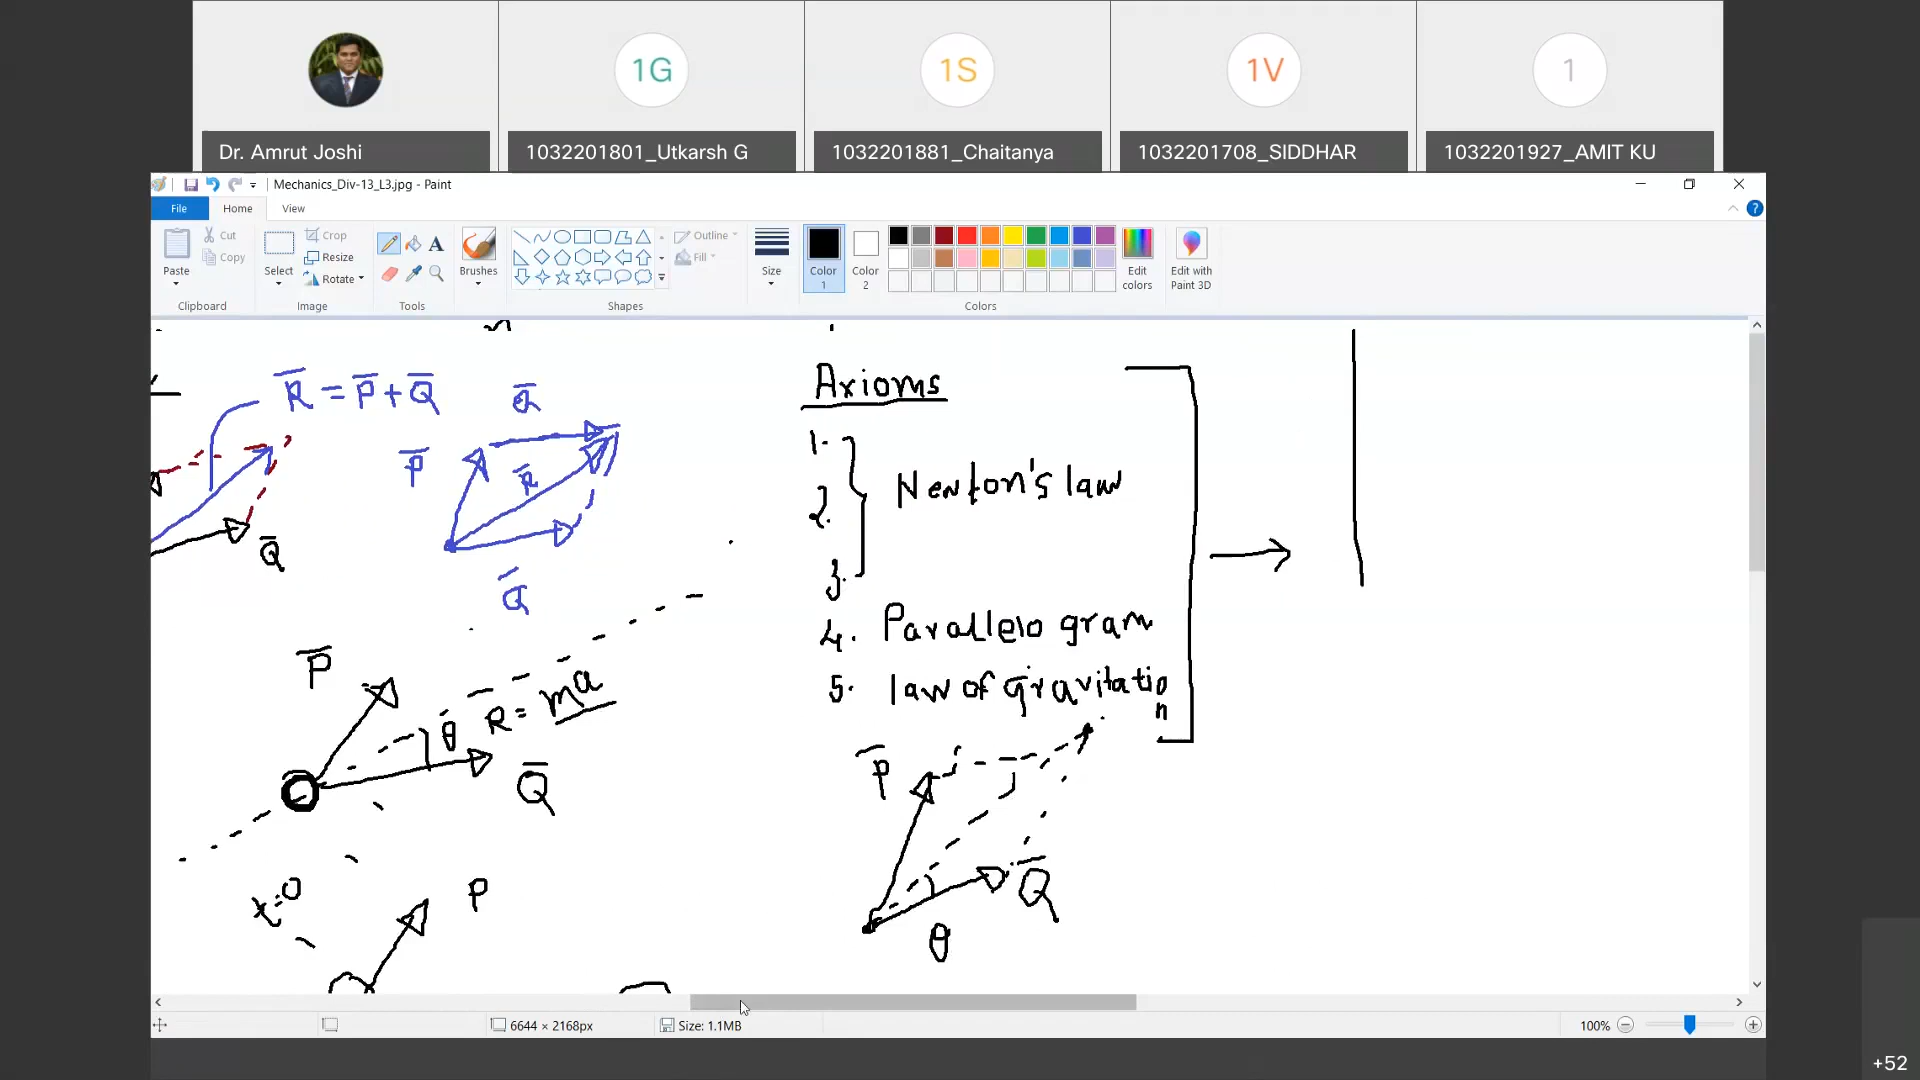 1G
1S
1V
1
Dr. Amrut Joshi
1032201801_Utkarsh G
1032201881_Chaitanya
1032201708_SIDDHAR
1032201927_AMIT KU
Mechanics_Div-13_L3.jpg - Paint
File
Home
View
Paste
Cut
Copy
Clipboard
Select
Crop
Resize
Rotate
Image
A
Tools
Brushes
Outline
Fill
Shapes
Size
Color 1
Color 2
Edit colors
Edit with Paint 3D
Colors
R̅ = P̅ + Q̅
Q̅
P̅
R̅
Q̅
Q̅
Axioms
1.
2.
3.
Newton's law
4. Parallelo gram
5. law of gravitatio
n
P̅
θ
R̅ = ma
Q̅
t=0
P
P̅
Q̅
θ
6644 × 2168px
Size: 1.1MB
100%
+52